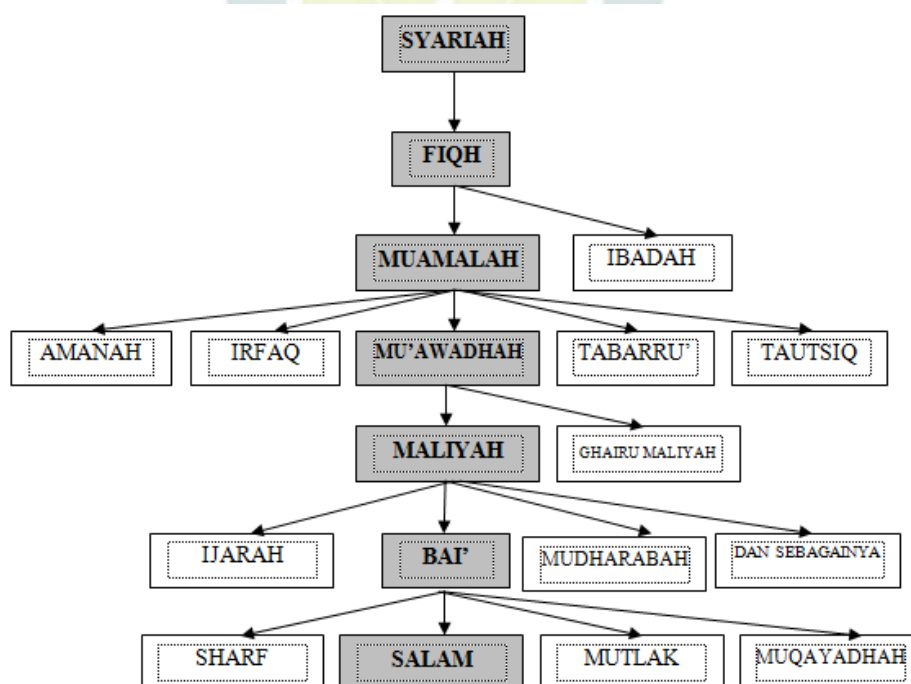 SYARIAH
FIQH
MUAMALAH
IBADAH
AMANAH
IRFAQ
MU’AWADHAH
TABARRU’
TAUTSIQ
MALIYAH
GHAIRU MALIYAH
IJARAH
BAI’
MUDHARABAH
DAN SEBAGAINYA
SHARF
SALAM
MUTLAK
MUQAYADHAH